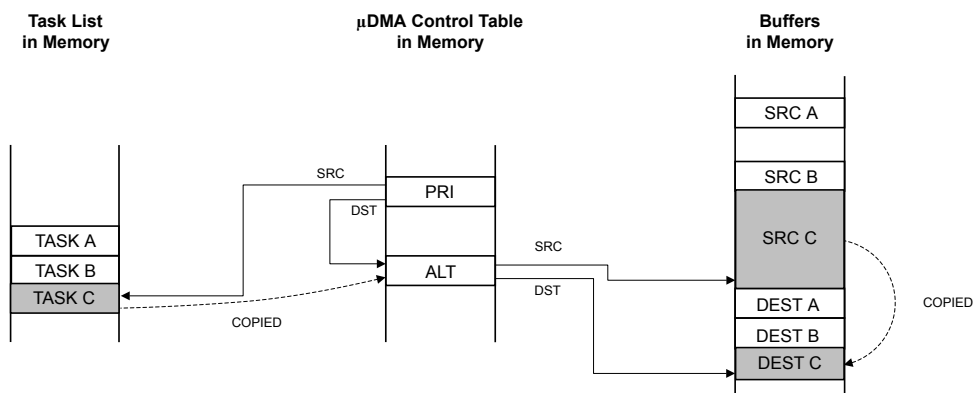 Task List
in Memory
μDMA Control Table
in Memory
Buffers
in Memory
SRC A
SRC B
SRC
PRI
DST
SRC C
TASK A
SRC
TASK B
ALT
TASK C
DST
DEST A
COPIED
COPIED
DEST B
DEST C